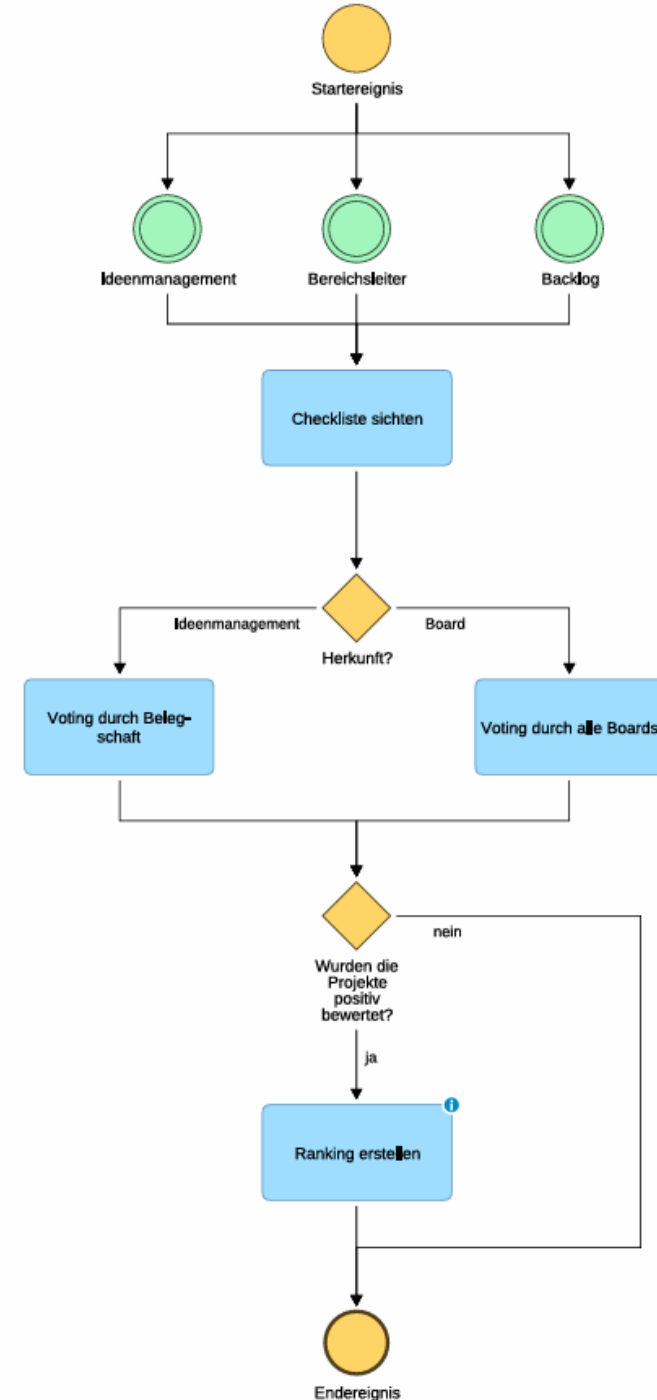 Startereignis
Ideenmanagement
Bereichsleiter
Backlog
Checkliste sichten
Ideenmanagement
Board
Herkunft?
Voting durch Beleg-
schaft
Voting durch alle Boards
nein
Wurden die
Projekte
positiv
bewertet?
ja
i
Ranking erstellen
Endereignis